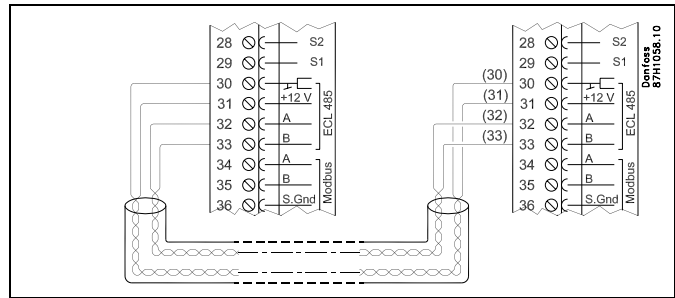 28 S2
29 S1
30
31 +12 V
32 A
33 B
ECL 485
34 A
35 B
36 S.Gnd
Modbus
(30)
(31)
(32)
(33)
28 S2
29 S1
30
31 +12 V
32 A
33 B
ECL 485
34 A
35 B
36 S.Gnd
Modbus
Danfoss
87H1058.10